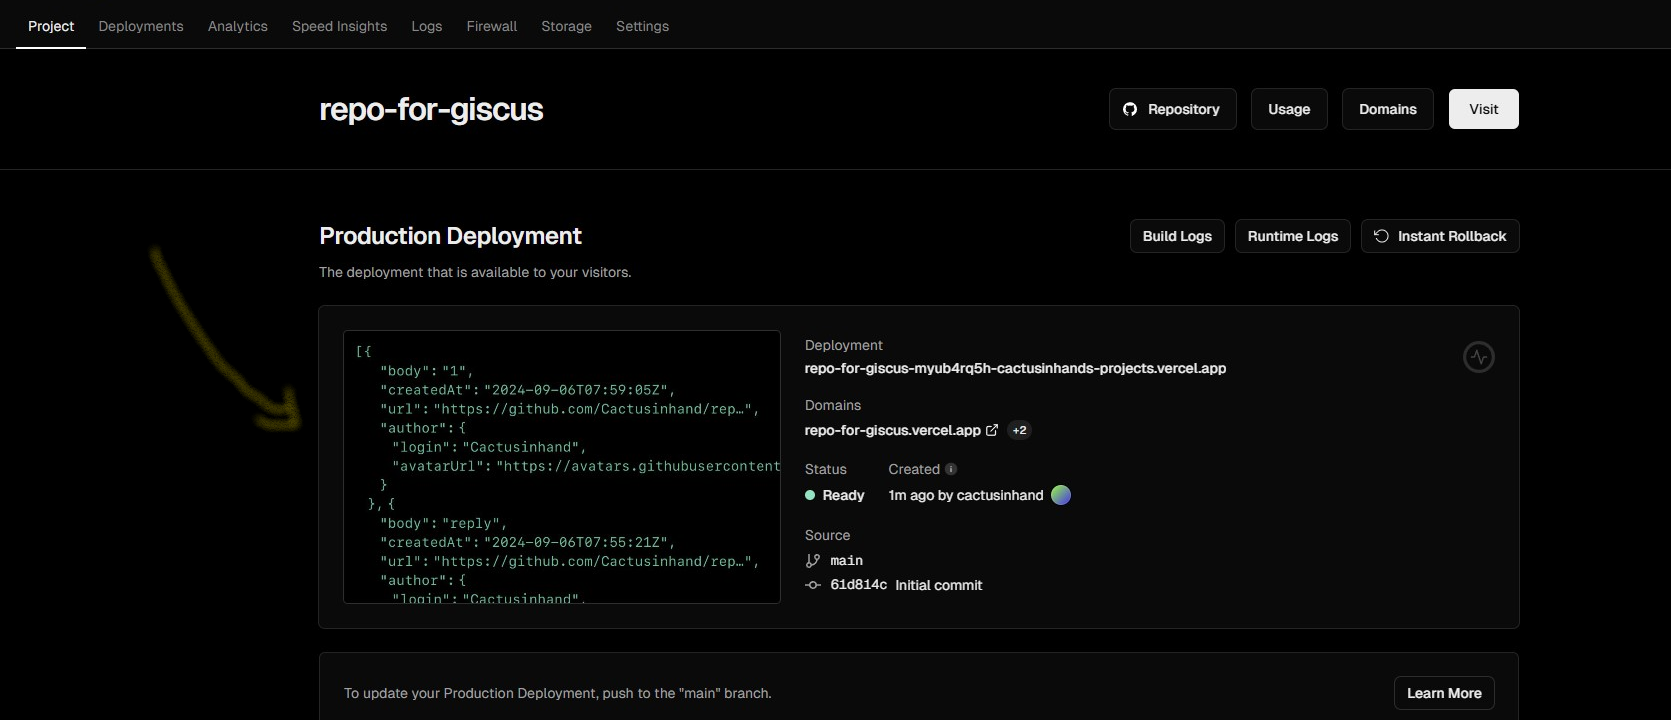 Project Deployments Analytics Speed Insights Logs Firewall Storage Settings
repo-for-giscus
Repository Usage Domains Visit
Production Deployment
Build Logs Runtime Logs Instant Rollback
The deployment that is available to your visitors.
[{
"body": "1",
"createdAt": "2024-09-06T07:59:05Z",
"url": "https://github.com/Cactusinhand/rep…",
"author": {
"login": "Cactusinhand",
"avatarUrl": "https://avatars.githubusercontent
}
}, {
"body": "reply",
"createdAt": "2024-09-06T07:55:21Z",
"url": "https://github.com/Cactusinhand/rep…",
"author": {
"login": "Cactusinhand",
Deployment
repo-for-giscus-myub4rq5h-cactusinhands-projects.vercel.app
Domains
repo-for-giscus.vercel.app +2
Status Created
Ready 1m ago by cactusinhand
Source
main
61d814c Initial commit
To update your Production Deployment, push to the "main" branch.
Learn More